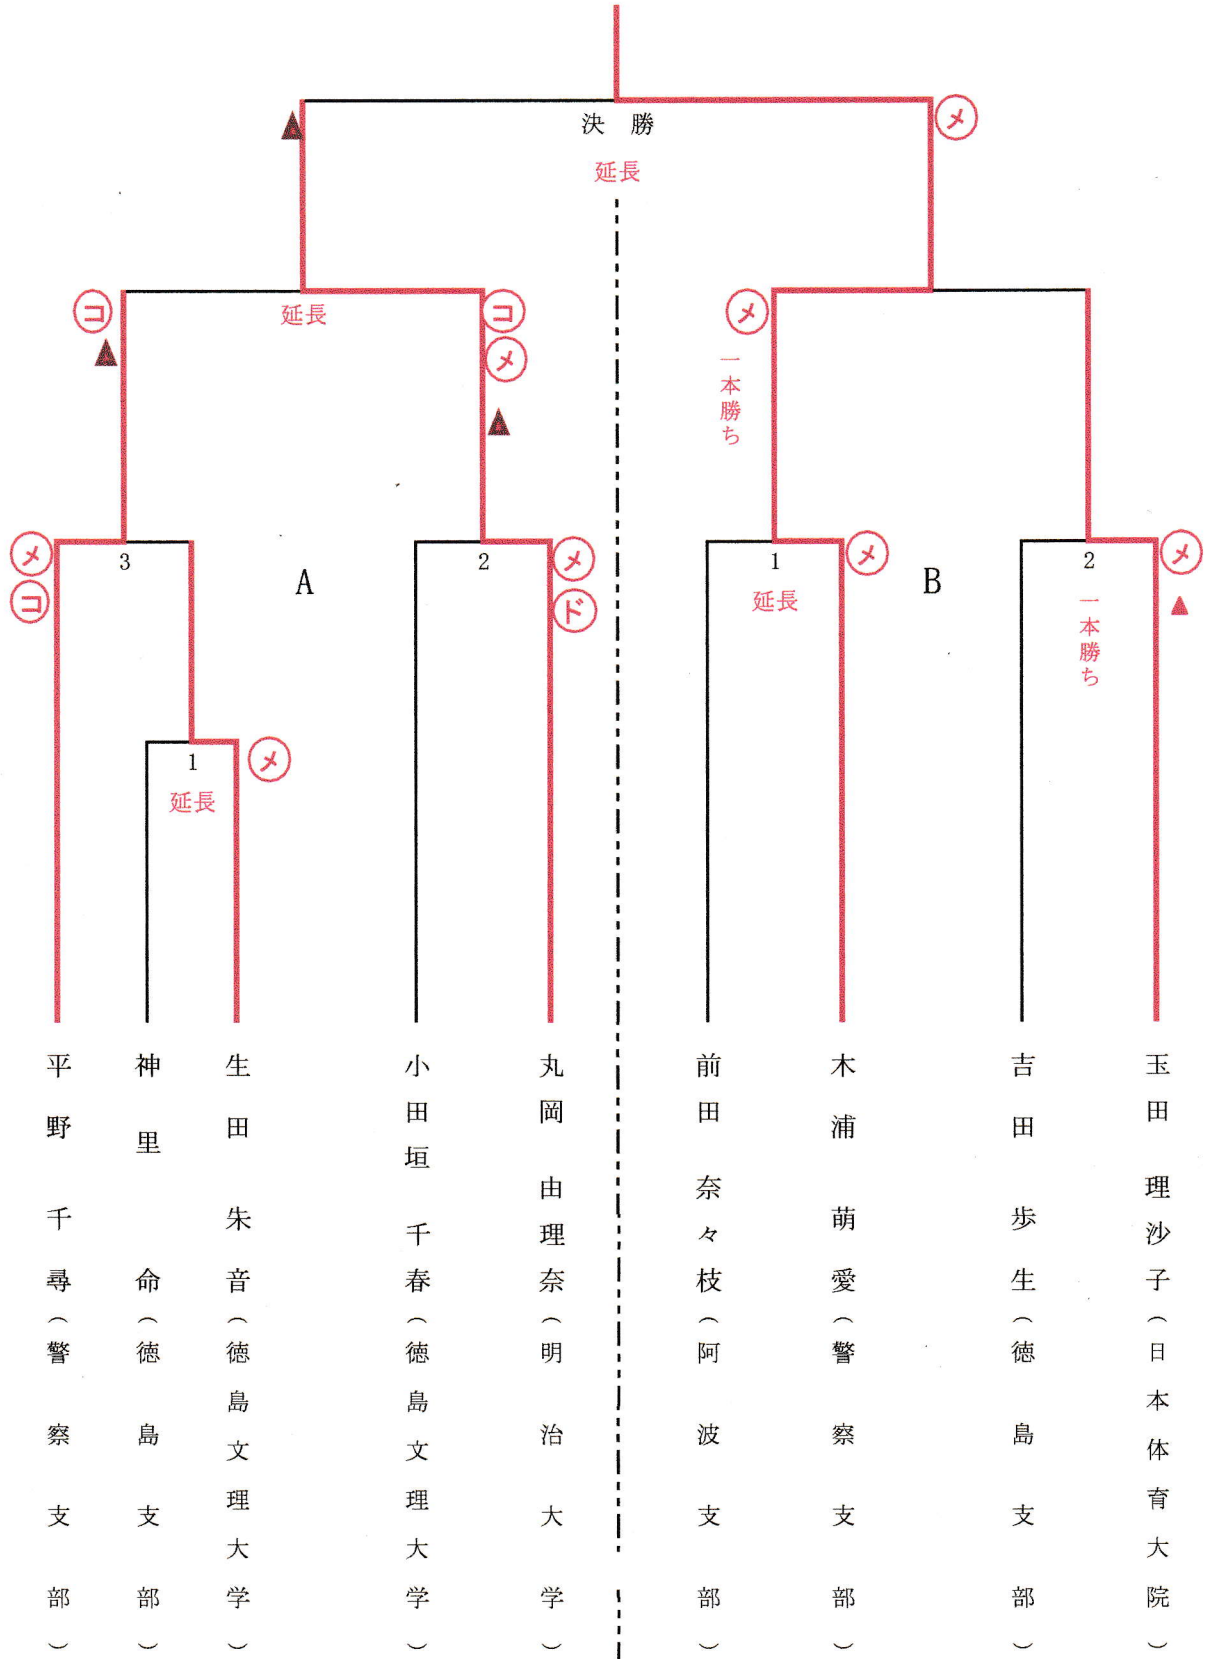 決 勝
延長
▲
メ
コ
▲
延長
コ
メ
▲
メ
一本勝ち
メ
コ
3
A
2
メ
ド
1
延長
メ
B
2
一本勝ち
メ
▲
1
延長
メ
平野 千尋(警察支部)
神里 命(徳島支部)
生田 朱音(徳島文理大学)
小田垣 千春(徳島文理大学)
丸岡 由理奈(明治大学)
前田 奈々枝(阿波支部)
木浦 萌愛(警察支部)
吉田 歩生(徳島支部)
玉田 理沙子(日本体育大院)